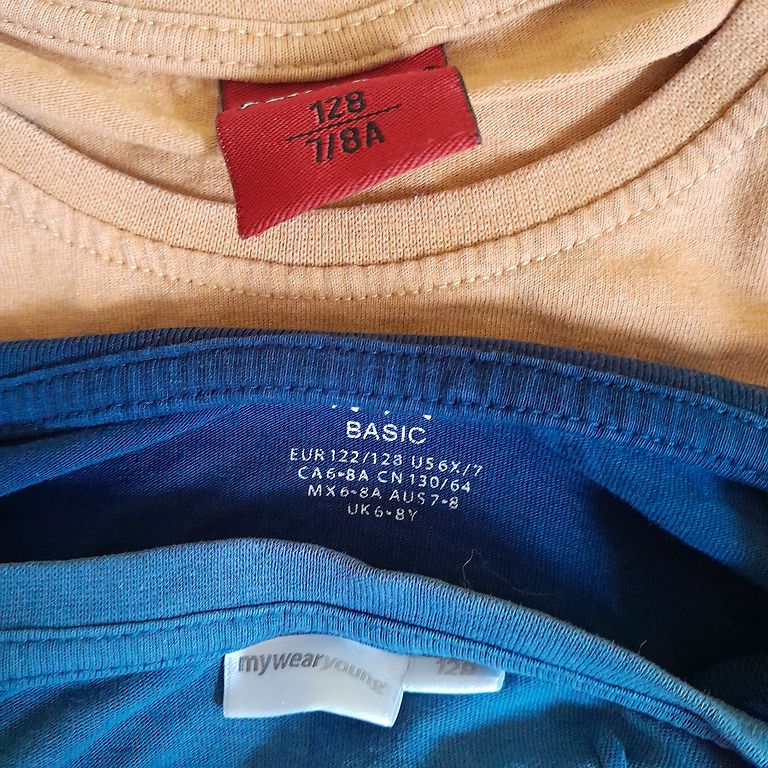 128
7/8A
BASIC
EUR 122/128 US 6X/7
CA 6-8A CN 130/64
MX 6-8A AUS 7-8
UK 6-8Y
mywearyoung
128